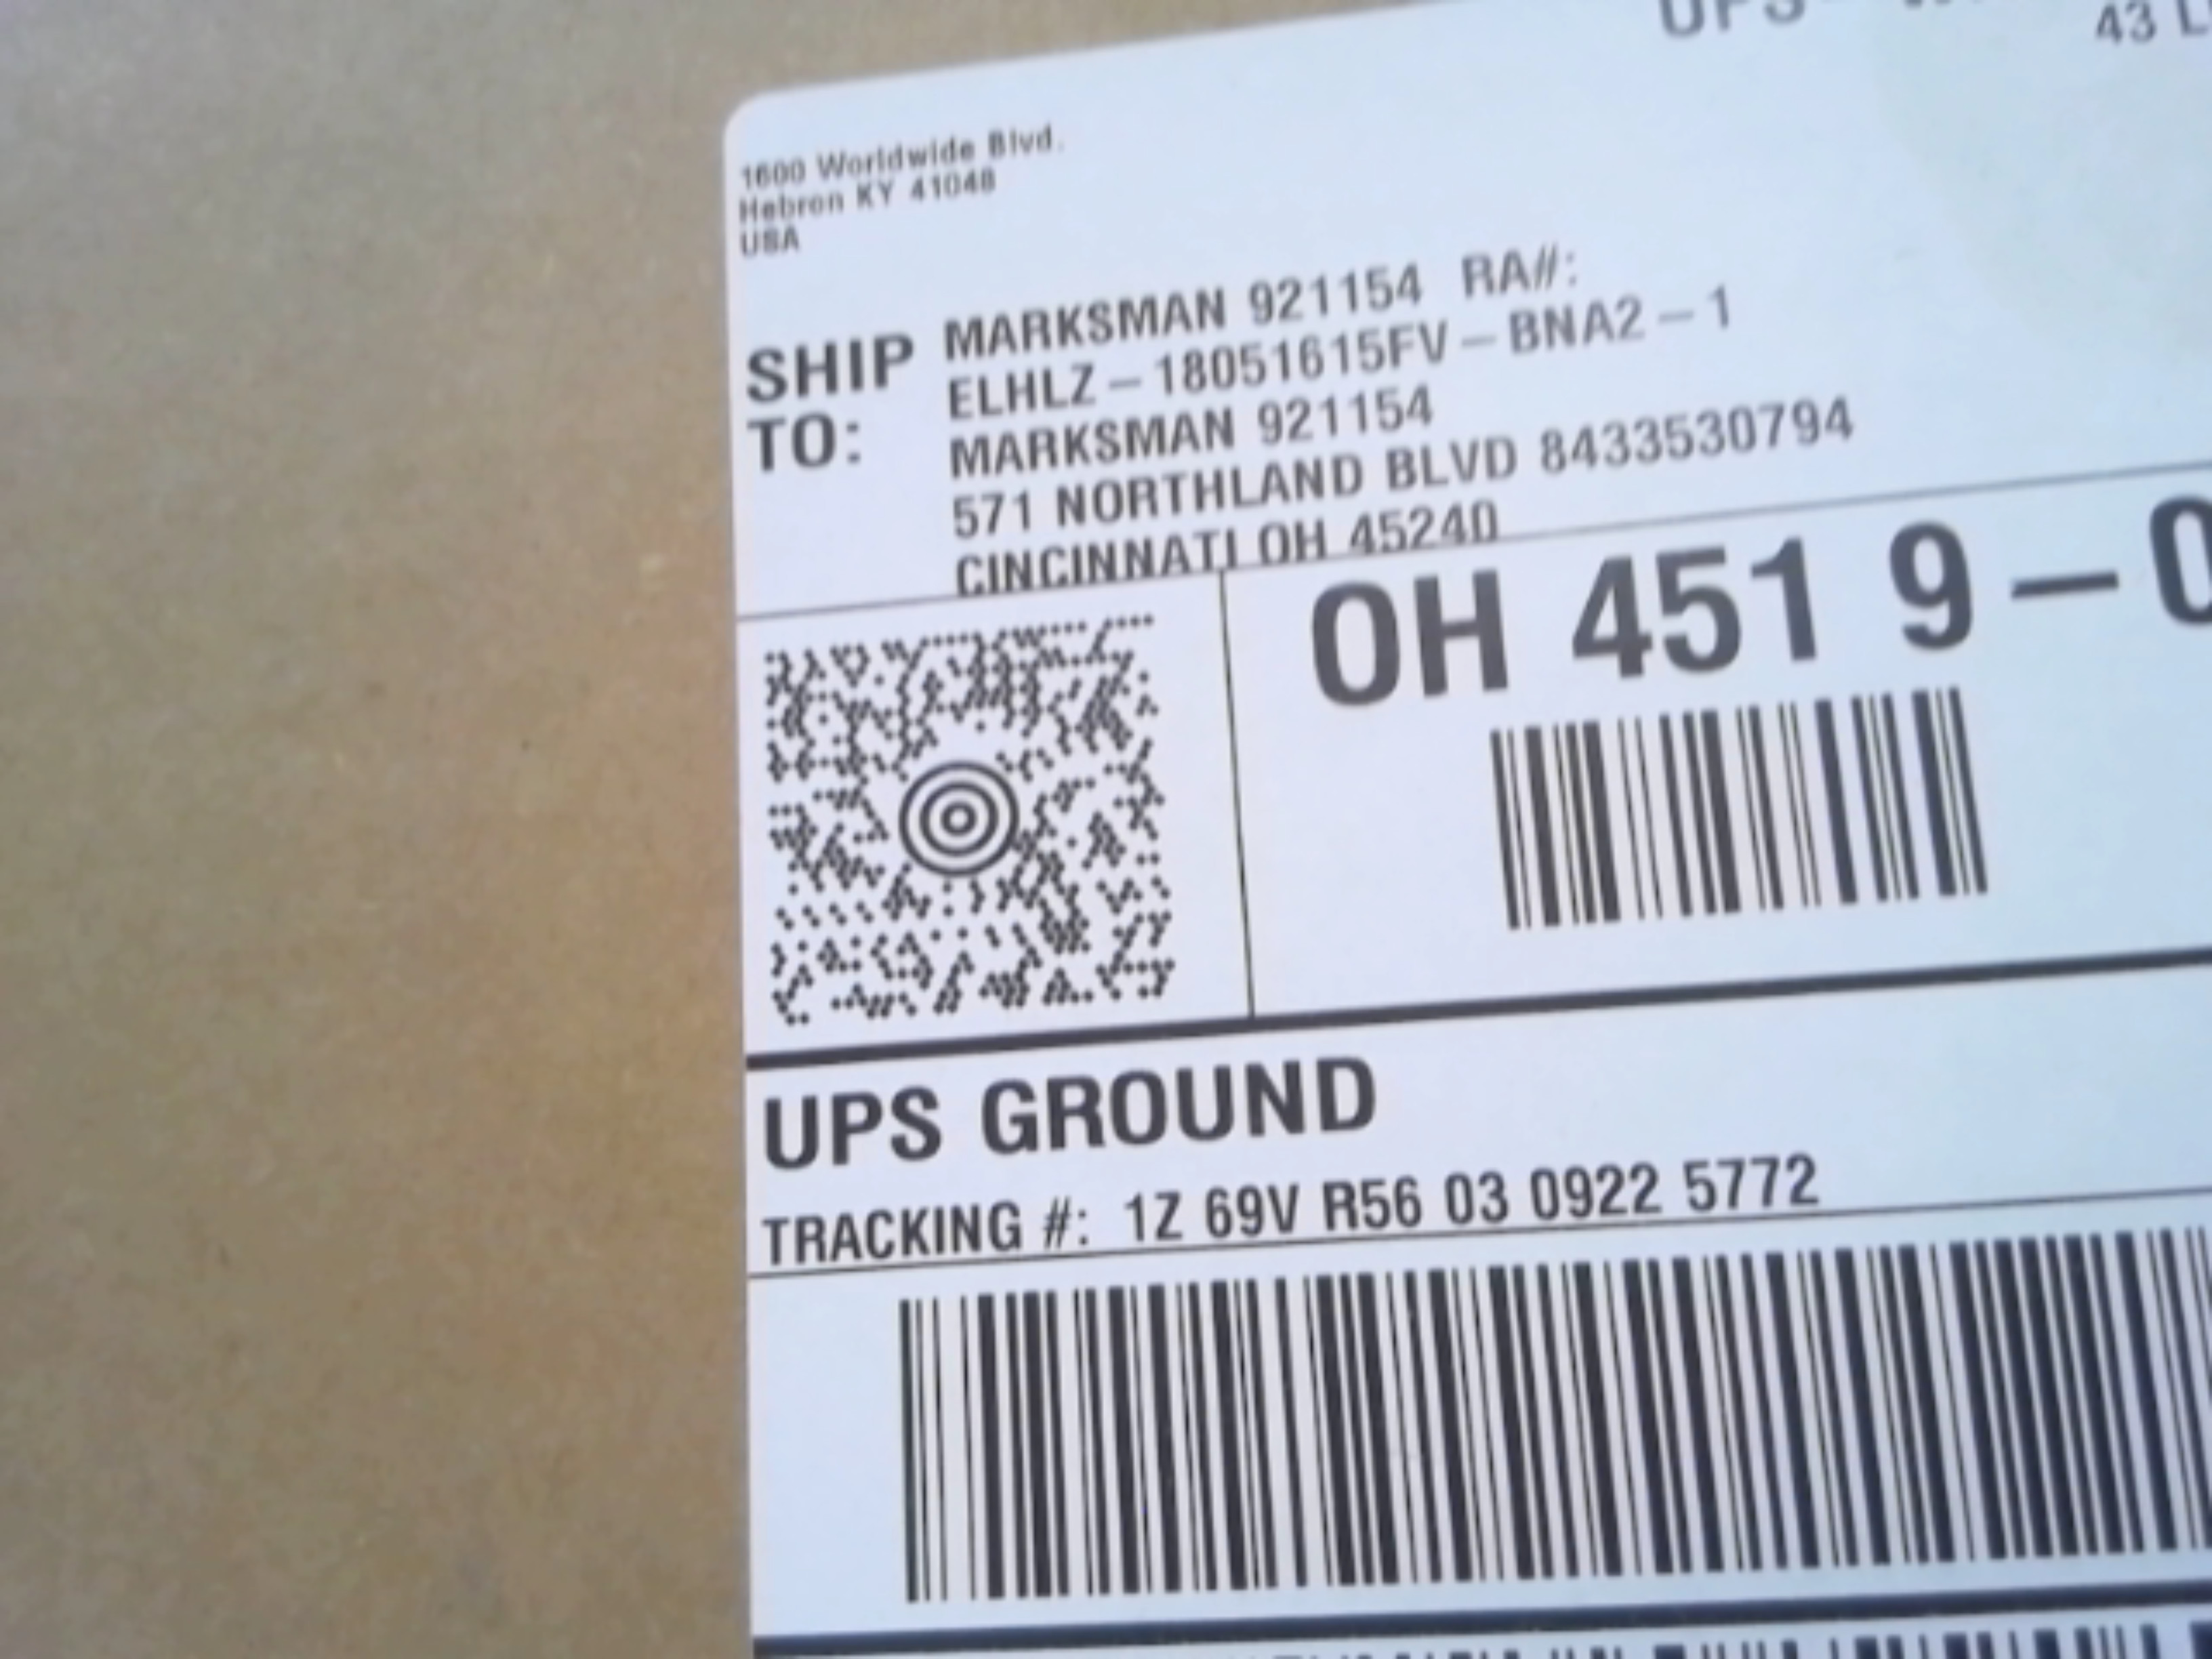 UPS
43
1600 Worldwide Blvd.
Hebron KY 41048
USA
SHIP TO:
MARKSMAN 921154 RA#:
ELHLZ-18051615FV-BNA2-1
MARKSMAN 921154
571 NORTHLAND BLVD 8433530794
CINCINNATI OH 45240
OH 451 9-0
UPS GROUND
TRACKING #: 1Z 69V R56 03 0922 5772